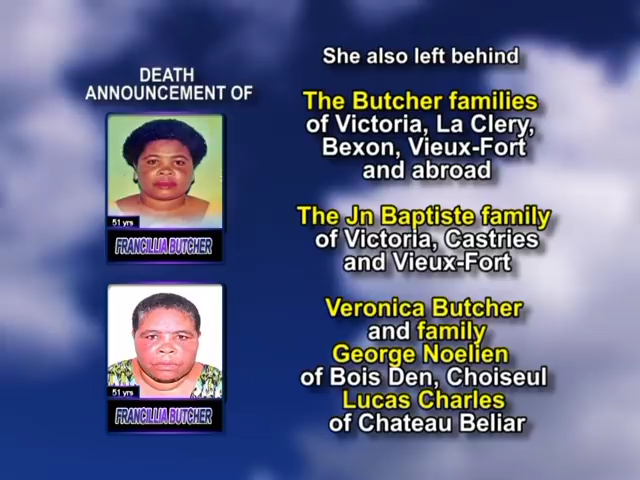 DEATH
ANNOUNCEMENT OF
51 yrs
FRANCILLIA BUTCHER
51 yrs
FRANCILLIA BUTCHER
She also left behind
The Butcher families
of Victoria, La Clery,
Bexon, Vieux-Fort
and abroad
The Jn Baptiste family
of Victoria, Castries
and Vieux-Fort
Veronica Butcher
and family
George Noelien
of Bois Den, Choiseul
Lucas Charles
of Chateau Beliar